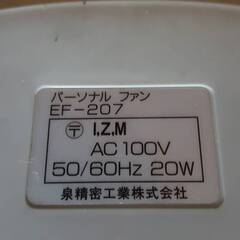 パーソナル ファン
EF-207
〒 I,Z,M
AC 100V
50/60Hz 20W
泉精密工業株式会社